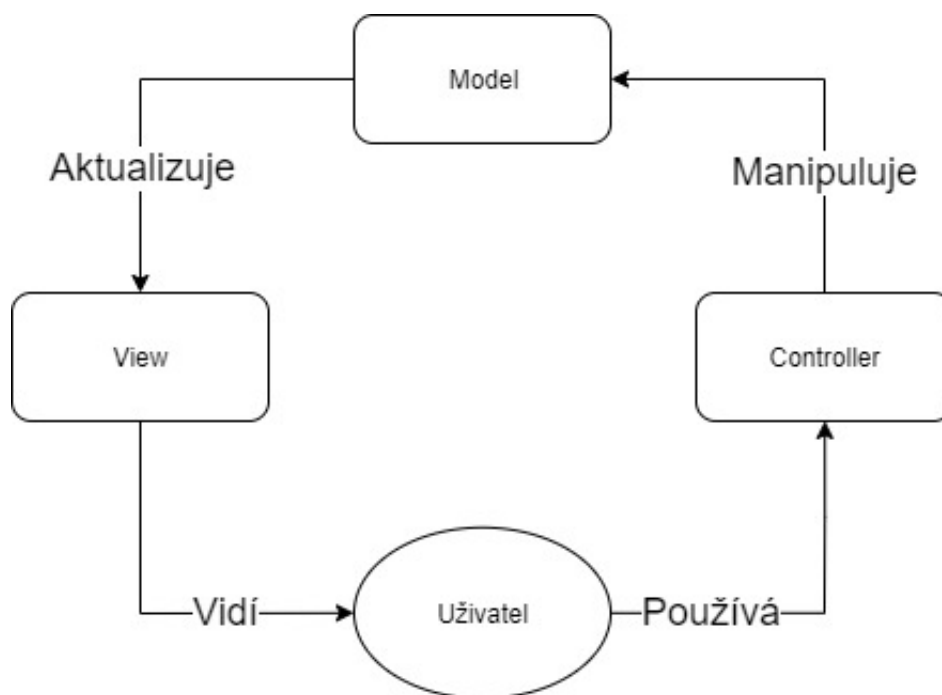 Model
Aktualizuje
Manipuluje
View
Controller
Vidí
Uživatel
Používá